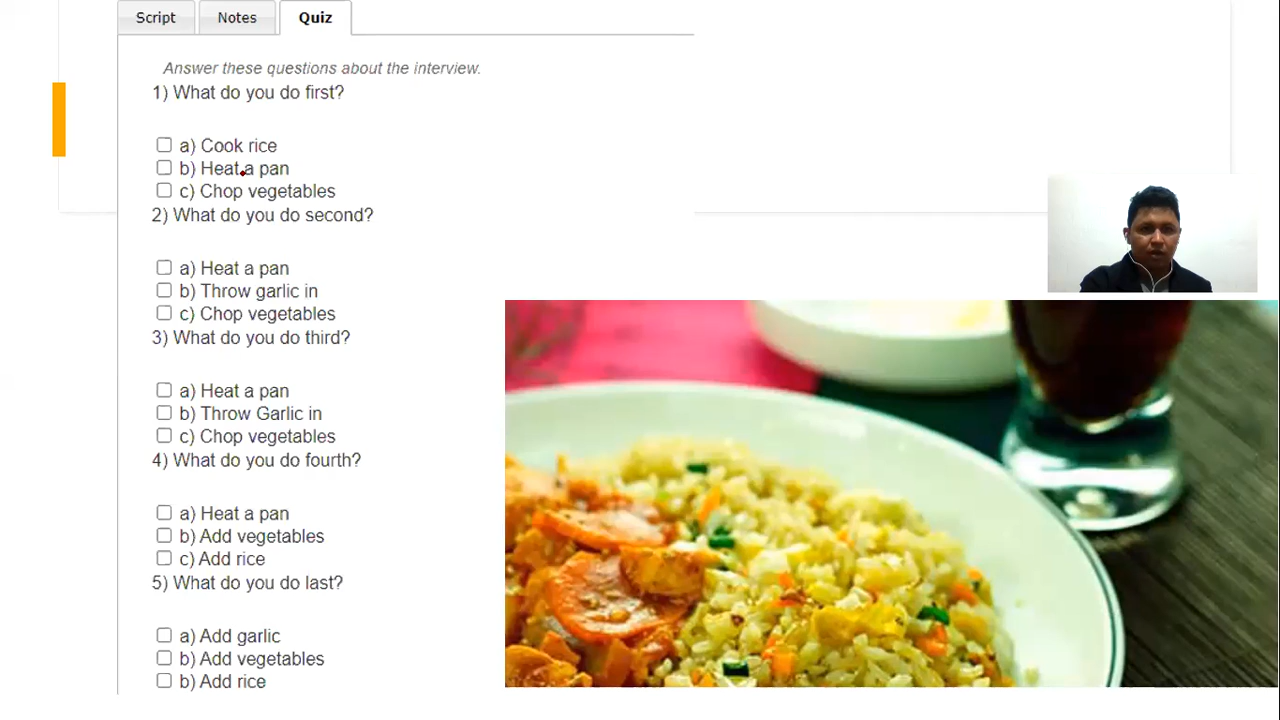 Script
Notes
Quiz
Answer these questions about the interview.
1) What do you do first?
a) Cook rice
b) Heat a pan
c) Chop vegetables
2) What do you do second?
a) Heat a pan
b) Throw garlic in
c) Chop vegetables
3) What do you do third?
a) Heat a pan
b) Throw Garlic in
c) Chop vegetables
4) What do you do fourth?
a) Heat a pan
b) Add vegetables
c) Add rice
5) What do you do last?
a) Add garlic
b) Add vegetables
b) Add rice